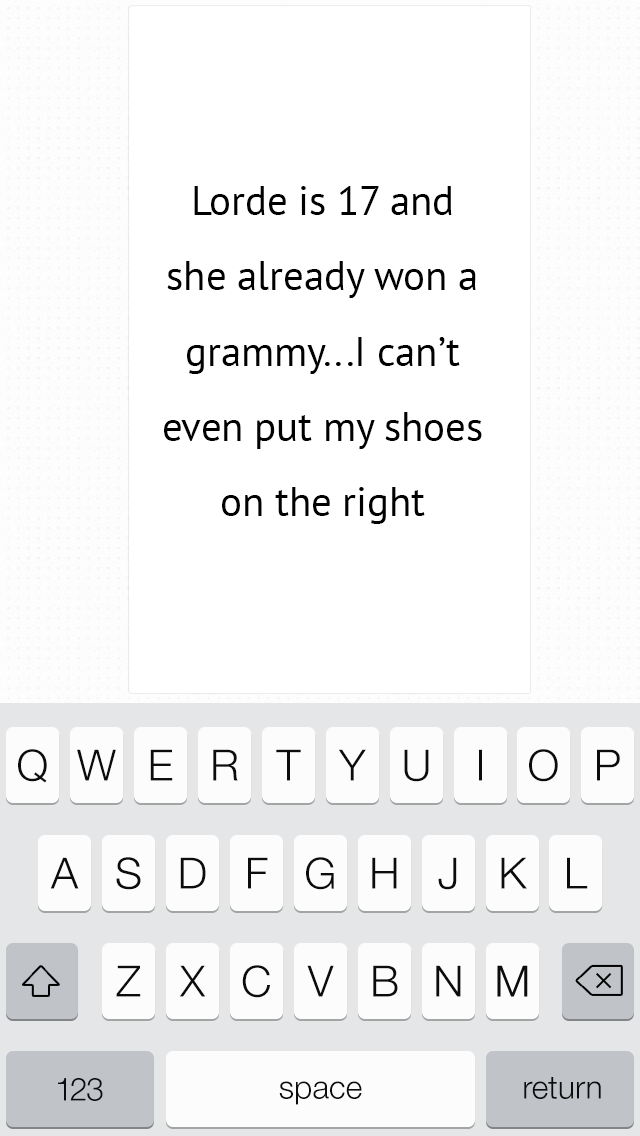 Lorde is 17 and
she already won a
grammy...I can’t
even put my shoes
on the right
Q W E R T Y U I O P
A S D F G H J K L
Z X C V B N M
123 space return